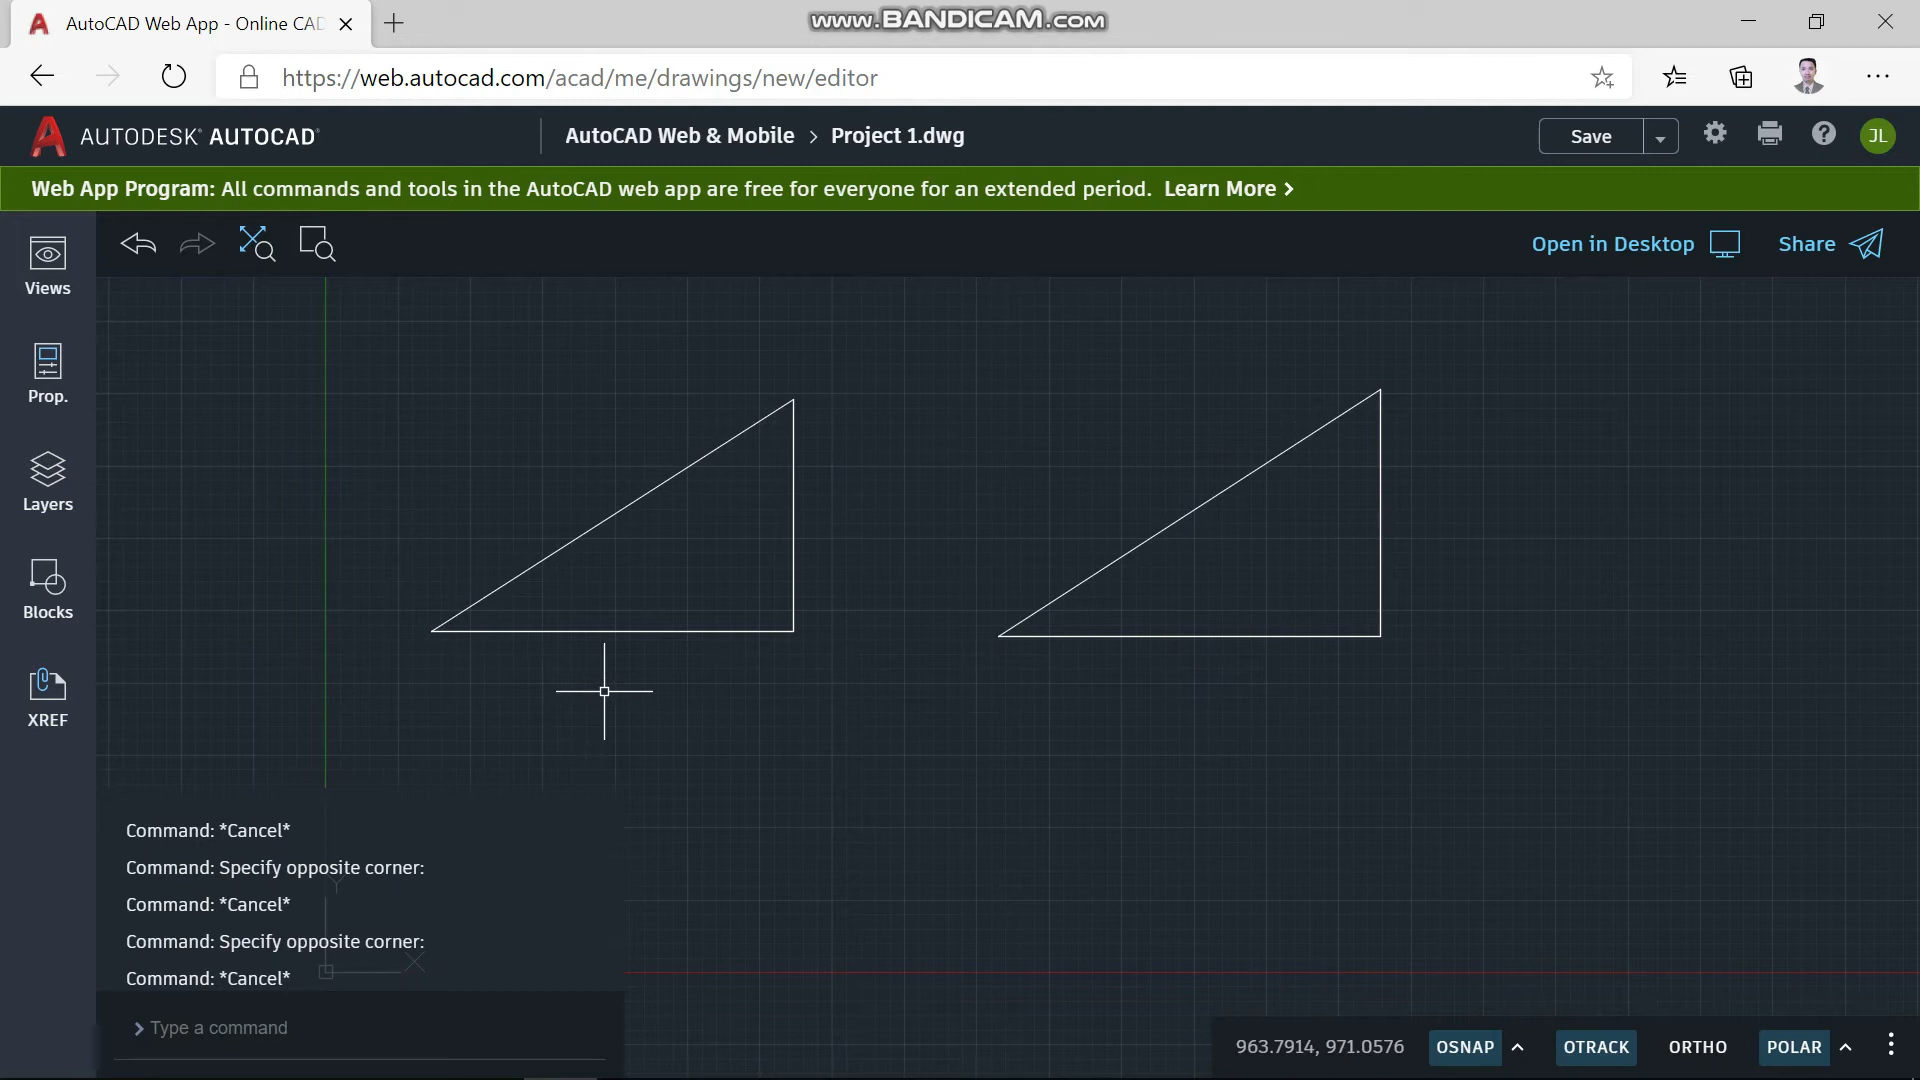 AutoCAD Web App - Online CAD
www.BANDICAM.com
https://web.autocad.com/acad/me/drawings/new/editor
AUTODESK® AUTOCAD®
AutoCAD Web & Mobile > Project 1.dwg
Save
JL
Web App Program: All commands and tools in the AutoCAD web app are free for everyone for an extended period. Learn More >
Open in Desktop
Share
Views
Prop.
Layers
Blocks
XREF
Command: *Cancel*
Command: Specify opposite corner:
Command: *Cancel*
Command: Specify opposite corner:
Command: *Cancel*
Y
X
Type a command
963.7914, 971.0576
OSNAP
OTRACK
ORTHO
POLAR